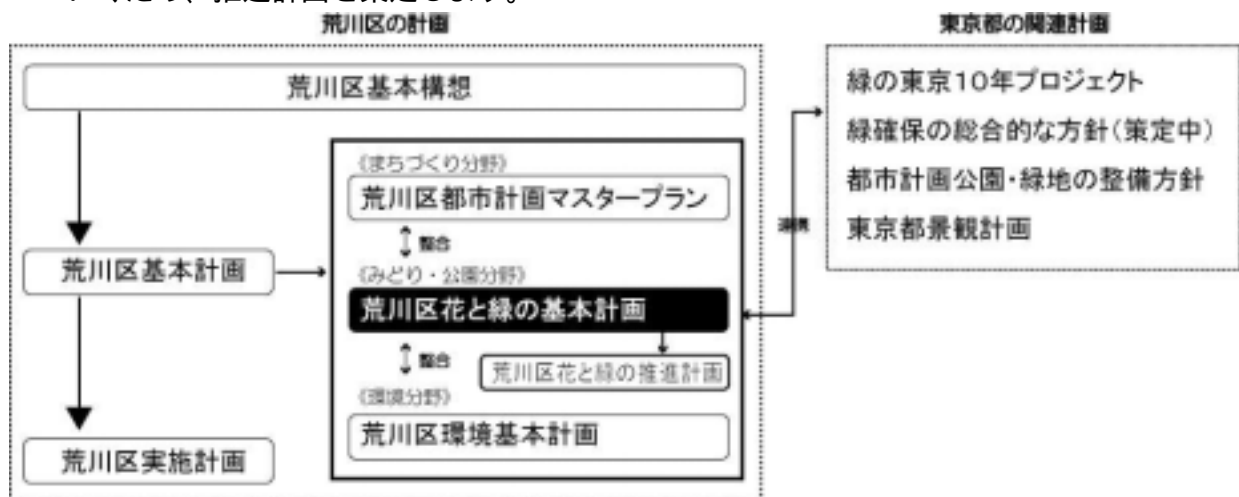 荒川区の計画
荒川区基本構想
荒川区基本計画
荒川区実施計画
《まちづくり分野》
荒川区都市計画マスタープラン
整合
《みどり・公園分野》
荒川区花と緑の基本計画
整合
荒川区花と緑の推進計画
《環境分野》
荒川区環境基本計画
連携
東京都の関連計画
緑の東京10年プロジェクト
緑確保の総合的な方針(策定中)
都市計画公園・緑地の整備方針
東京都景観計画